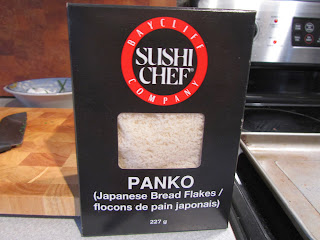 BAYCLIFF
SUSHI
CHEF®
COMPANY
PANKO
(Japanese Bread Flakes /
flocons de pain japonais)
227 g